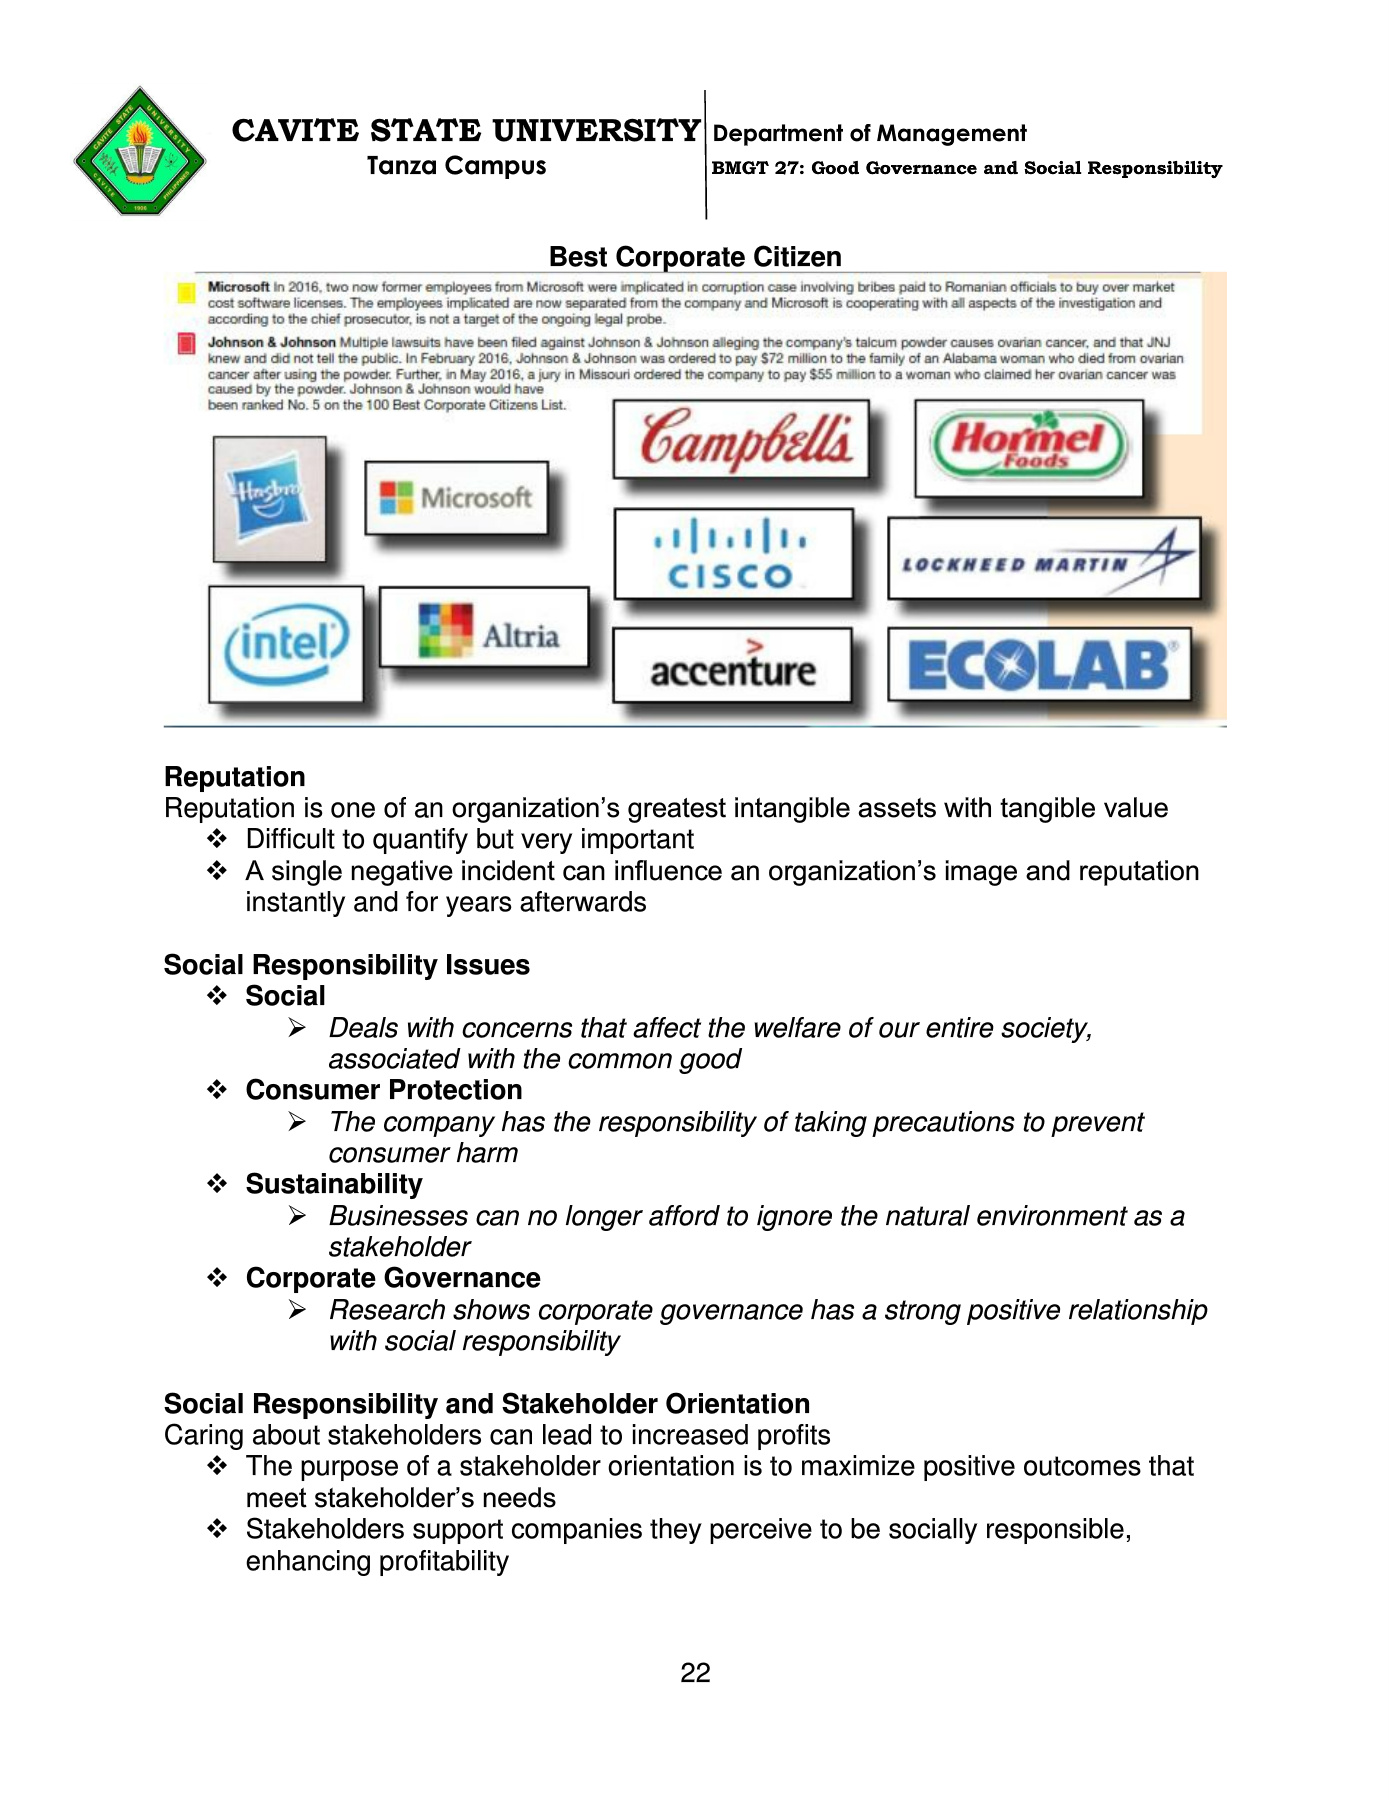 CAVITE STATE UNIVERSITY
Tanza Campus
Department of Management
BMGT 27: Good Governance and Social Responsibility
CAVITE STATE UNIVERSITY
CAVITE
PHILIPPINES
1906
Best Corporate Citizen
Microsoft In 2016, two now former employees from Microsoft were implicated in corruption case involving bribes paid to Romanian officials to buy over market
cost software licenses. The employees implicated are now separated from the company and Microsoft is cooperating with all aspects of the investigation and
according to the chief prosecutor, is not a target of the ongoing legal probe.
Johnson & Johnson Multiple lawsuits have been filed against Johnson & Johnson alleging the company's talcum powder causes ovarian cancer, and that JNJ
knew and did not tell the public. In February 2016, Johnson & Johnson was ordered to pay $72 million to the family of an Alabama woman who died from ovarian
cancer after using the powder. Further, in May 2016, a jury in Missouri ordered the company to pay $55 million to a woman who claimed her ovarian cancer was
caused by the powder. Johnson & Johnson would have
been ranked No. 5 on the 100 Best Corporate Citizens List.
Hasbro
Microsoft
Campbell's
Hormel
Foods
CISCO
LOCKHEED MARTIN
intel
Altria
accenture
ECOLAB®
Reputation
Reputation is one of an organization's greatest intangible assets with tangible value
❖ Difficult to quantify but very important
❖ A single negative incident can influence an organization's image and reputation
instantly and for years afterwards
Social Responsibility Issues
❖ Social
➢ Deals with concerns that affect the welfare of our entire society,
associated with the common good
❖ Consumer Protection
➢ The company has the responsibility of taking precautions to prevent
consumer harm
❖ Sustainability
➢ Businesses can no longer afford to ignore the natural environment as a
stakeholder
❖ Corporate Governance
➢ Research shows corporate governance has a strong positive relationship
with social responsibility
Social Responsibility and Stakeholder Orientation
Caring about stakeholders can lead to increased profits
❖ The purpose of a stakeholder orientation is to maximize positive outcomes that
meet stakeholder's needs
❖ Stakeholders support companies they perceive to be socially responsible,
enhancing profitability
22